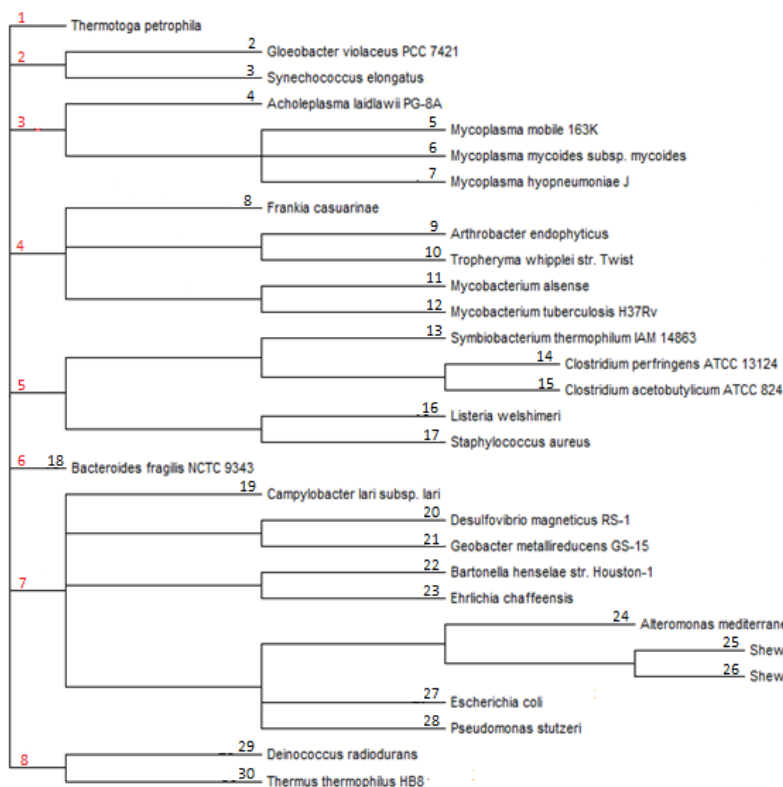 1 Thermotoga petrophila
2 2 Gloeobacter violaceus PCC 7421
3 Synechococcus elongatus
4 Acholeplasma laidlawii PG-8A
3 5 Mycoplasma mobile 163K
6 Mycoplasma mycoides subsp. mycoides
7 Mycoplasma hyopneumoniae J
8 Frankia casuarinae
9 Arthrobacter endophyticus
4 10 Tropheryma whipplei str. Twist
11 Mycobacterium alsense
12 Mycobacterium tuberculosis H37Rv
13 Symbiobacterium thermophilum IAM 14863
14 Clostridium perfringens ATCC 13124
5 15 Clostridium acetobutylicum ATCC 824
16 Listeria welshimeri
17 Staphylococcus aureus
6 18 Bacteroides fragilis NCTC 9343
19 Campylobacter lari subsp. lari
20 Desulfovibrio magneticus RS-1
21 Geobacter metallireducens GS-15
7 22 Bartonella henselae str. Houston-1
23 Ehrlichia chaffeensis
24 Alteromonas mediterrane
25 Shew
26 Shew
27 Escherichia coli
28 Pseudomonas stutzeri
29 Deinococcus radiodurans
8 30 Thermus thermophilus HB8